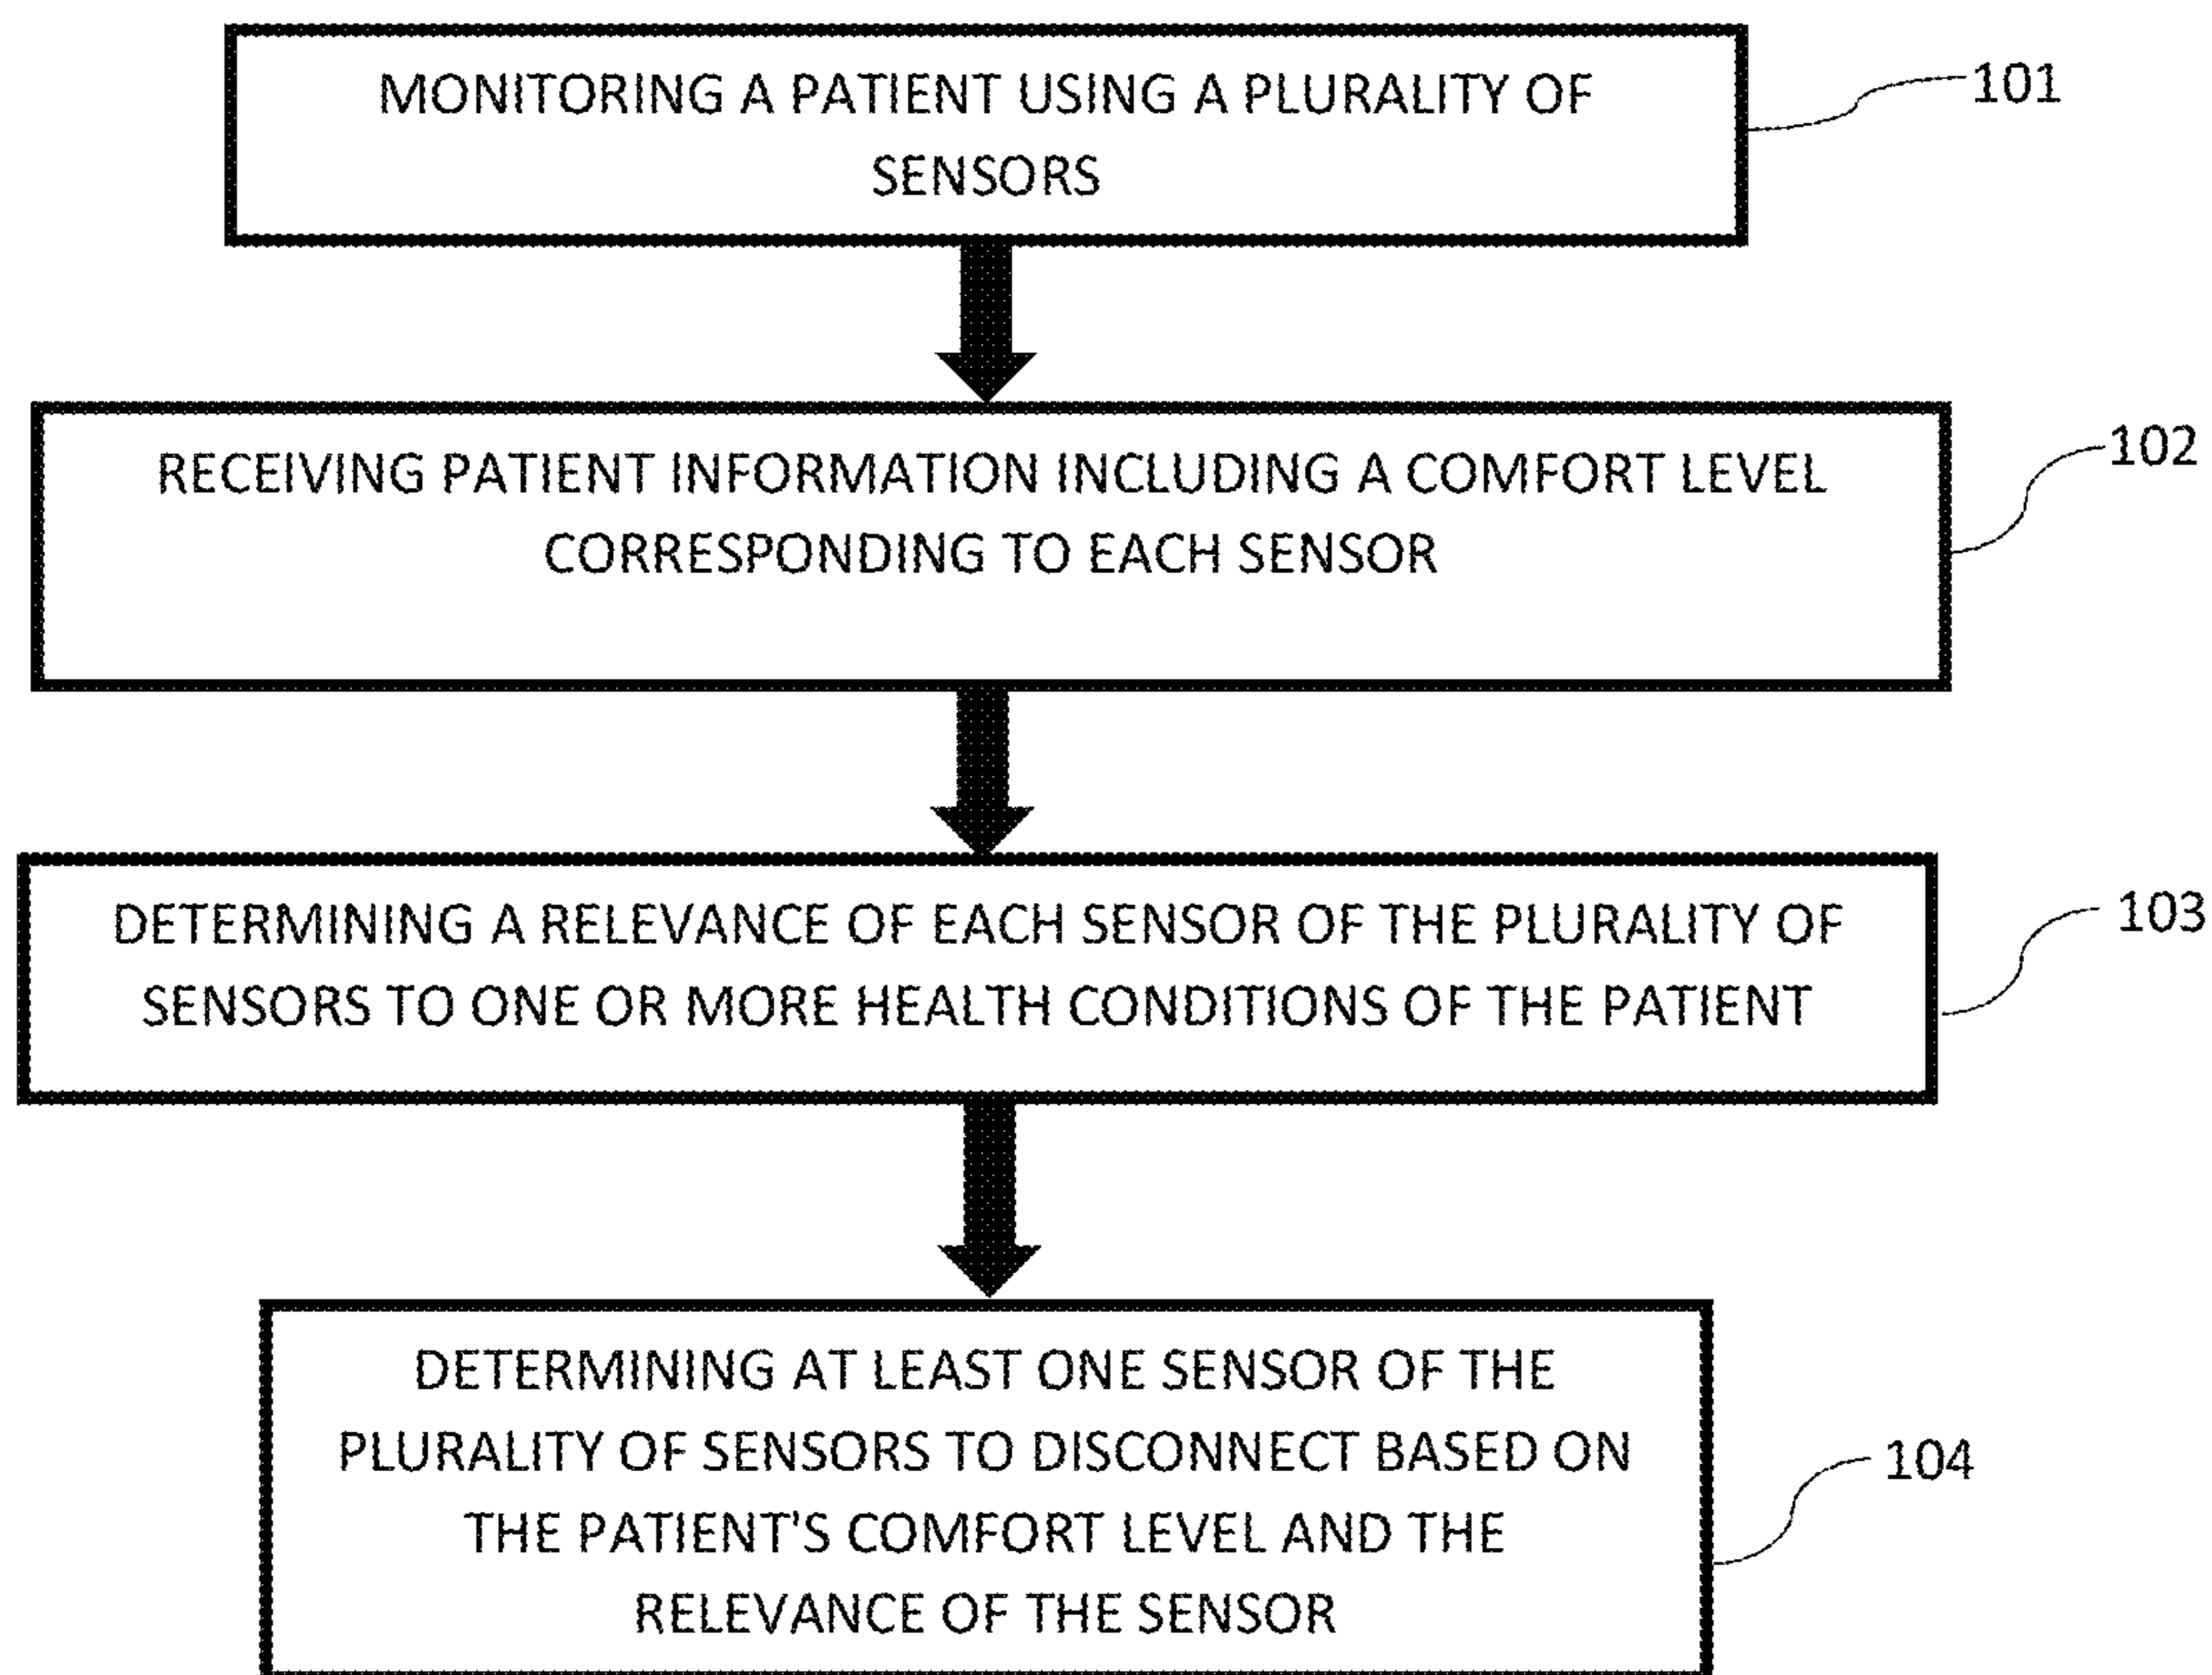 MONITORING A PATIENT USING A PLURALITY OF
SENSORS
101
RECEIVING PATIENT INFORMATION INCLUDING A COMFORT LEVEL
CORRESPONDING TO EACH SENSOR
102
DETERMINING A RELEVANCE OF EACH SENSOR OF THE PLURALITY OF
SENSORS TO ONE OR MORE HEALTH CONDITIONS OF THE PATIENT
103
DETERMINING AT LEAST ONE SENSOR OF THE
PLURALITY OF SENSORS TO DISCONNECT BASED ON
THE PATIENT'S COMFORT LEVEL AND THE
RELEVANCE OF THE SENSOR
104